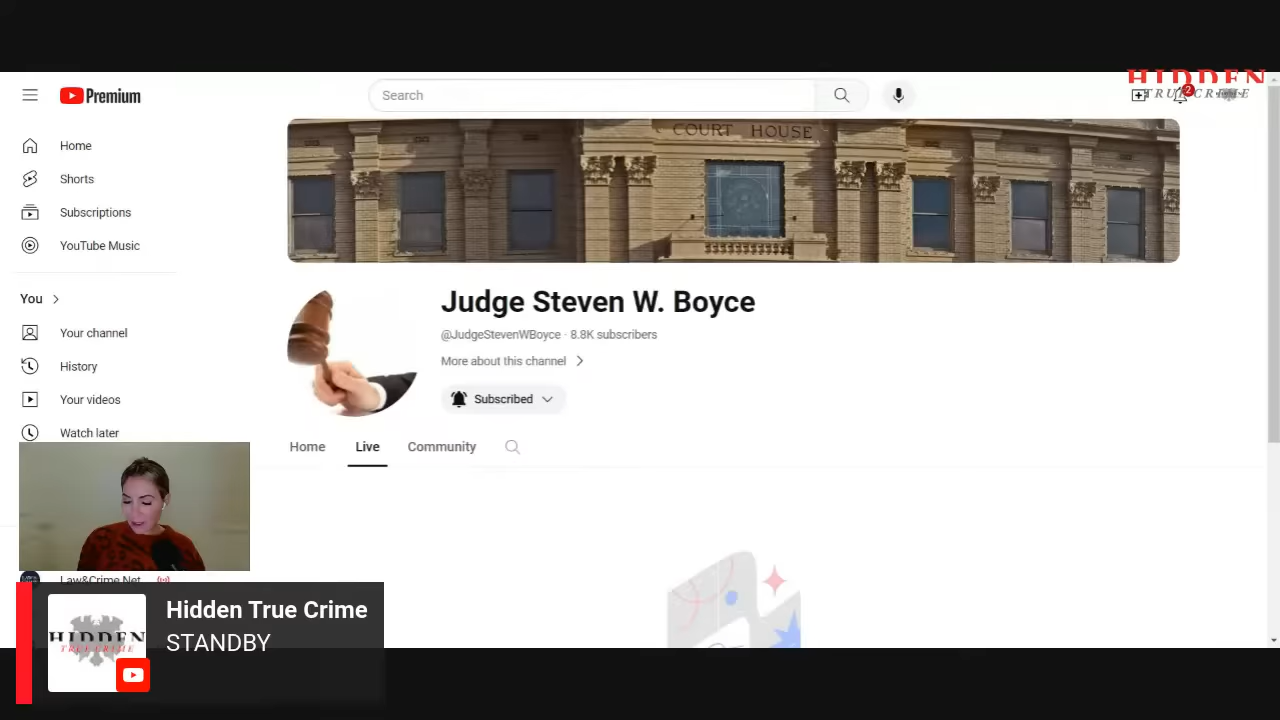 Premium
Search
2
HIDDEN
TRUE CRIME
Home
Shorts
Subscriptions
YouTube Music
You
Your channel
History
Your videos
Watch later
Law&Crime Net
COURT HOUSE
Judge Steven W. Boyce
@JudgeStevenWBoyce · 8.8K subscribers
More about this channel
Subscribed
Home Live Community
Hidden True Crime
STANDBY
HIDDEN
TRUE CRIME